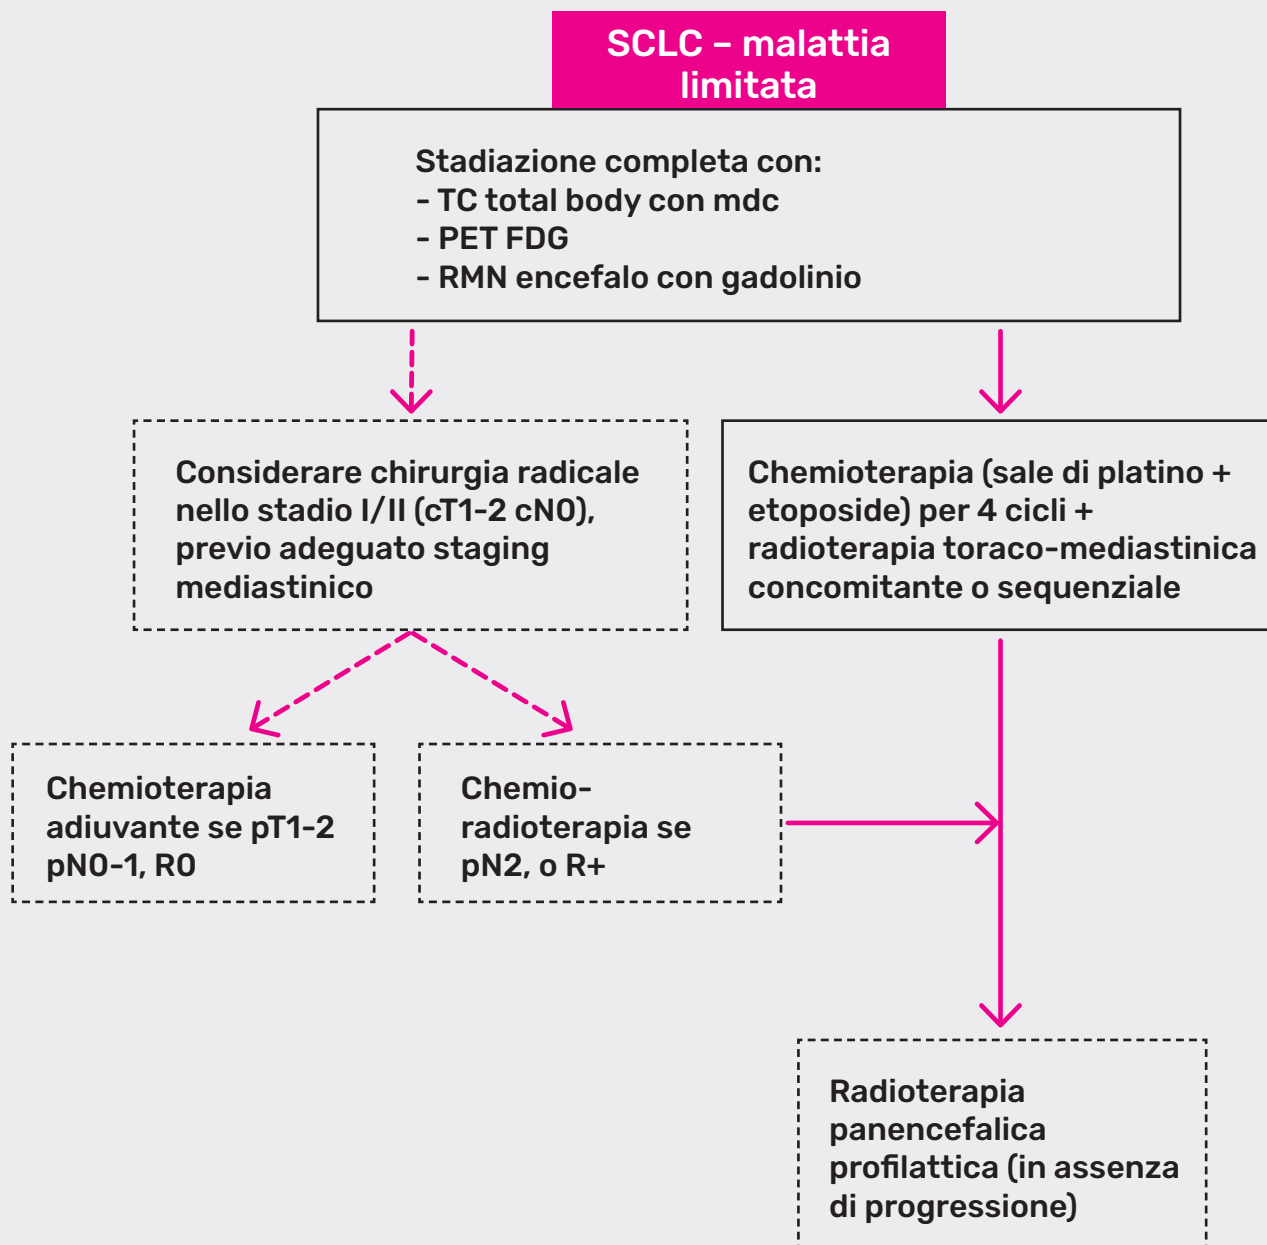 SCLC – malattia
limitata
Stadiazione completa con:
- TC total body con mdc
- PET FDG
- RMN encefalo con gadolinio
Considerare chirurgia radicale
nello stadio I/II (cT1-2 cN0),
previo adeguato staging
mediastinico
Chemioterapia (sale di platino +
etoposide) per 4 cicli +
radioterapia toraco-mediastinica
concomitante o sequenziale
Chemioterapia
adiuvante se pT1-2
pN0-1, R0
Chemio-
radioterapia se
pN2, o R+
Radioterapia
panencefalica
profilattica (in assenza
di progressione)